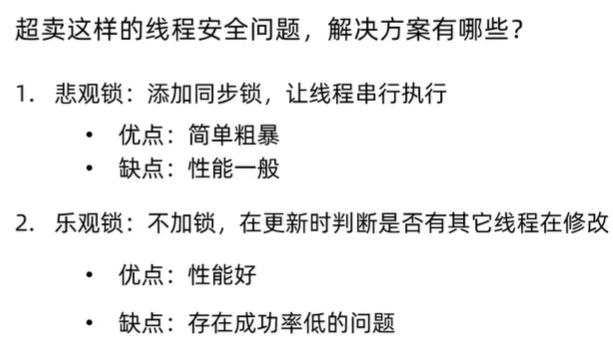 超卖这样的线程安全问题，解决方案有哪些？
1. 悲观锁：添加同步锁，让线程串行执行
• 优点：简单粗暴
• 缺点：性能一般
2. 乐观锁：不加锁，在更新时判断是否有其它线程在修改
• 优点：性能好
• 缺点：存在成功率低的问题